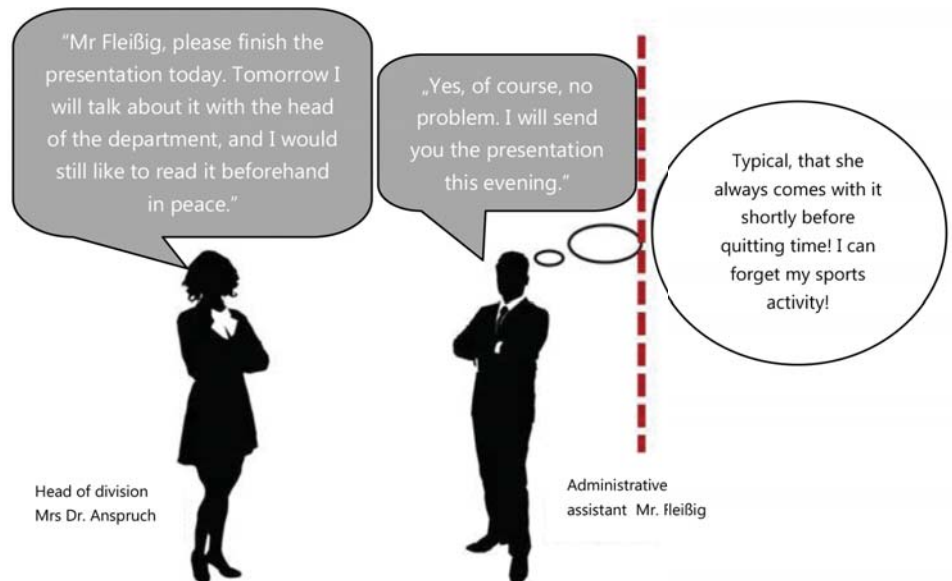 "Mr Fleißig, please finish the
presentation today. Tomorrow I
will talk about it with the head
of the department, and I would
still like to read it beforehand
in peace."
„Yes, of course, no
problem. I will send
you the presentation
this evening."
Typical, that she
always comes with it
shortly before
quitting time! I can
forget my sports
activity!
Head of division
Mrs Dr. Anspruch
Administrative
assistant Mr. Fleißig